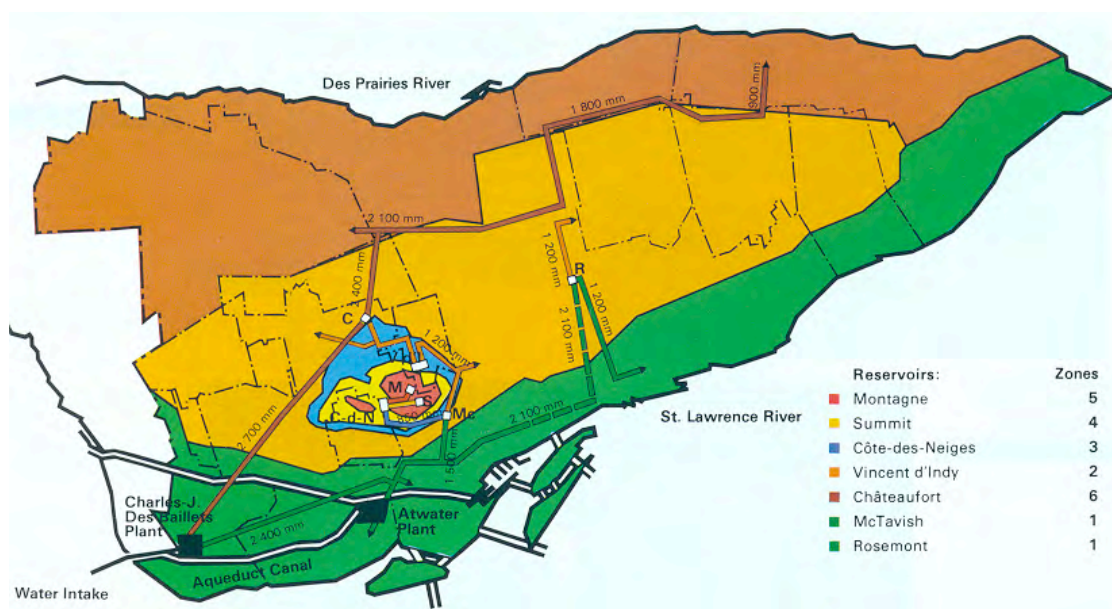 Des Prairies River
1 800 mm
900 mm
2 100 mm
2 400 mm
1 200 mm
R
1 200 mm
2 100 mm
C
1 200 mm
V-d'I
M
S
C-d-N
Mc
2 700 mm
2 100 mm
1 500 mm
St. Lawrence River
Charles-J.
Des Baillets
Plant
Atwater
Plant
2 400 mm
Aqueduct Canal
Water Intake
Reservoirs: Zones
Montagne 5
Summit 4
Côte-des-Neiges 3
Vincent d'Indy 2
Châteaufort 6
McTavish 1
Rosemont 1